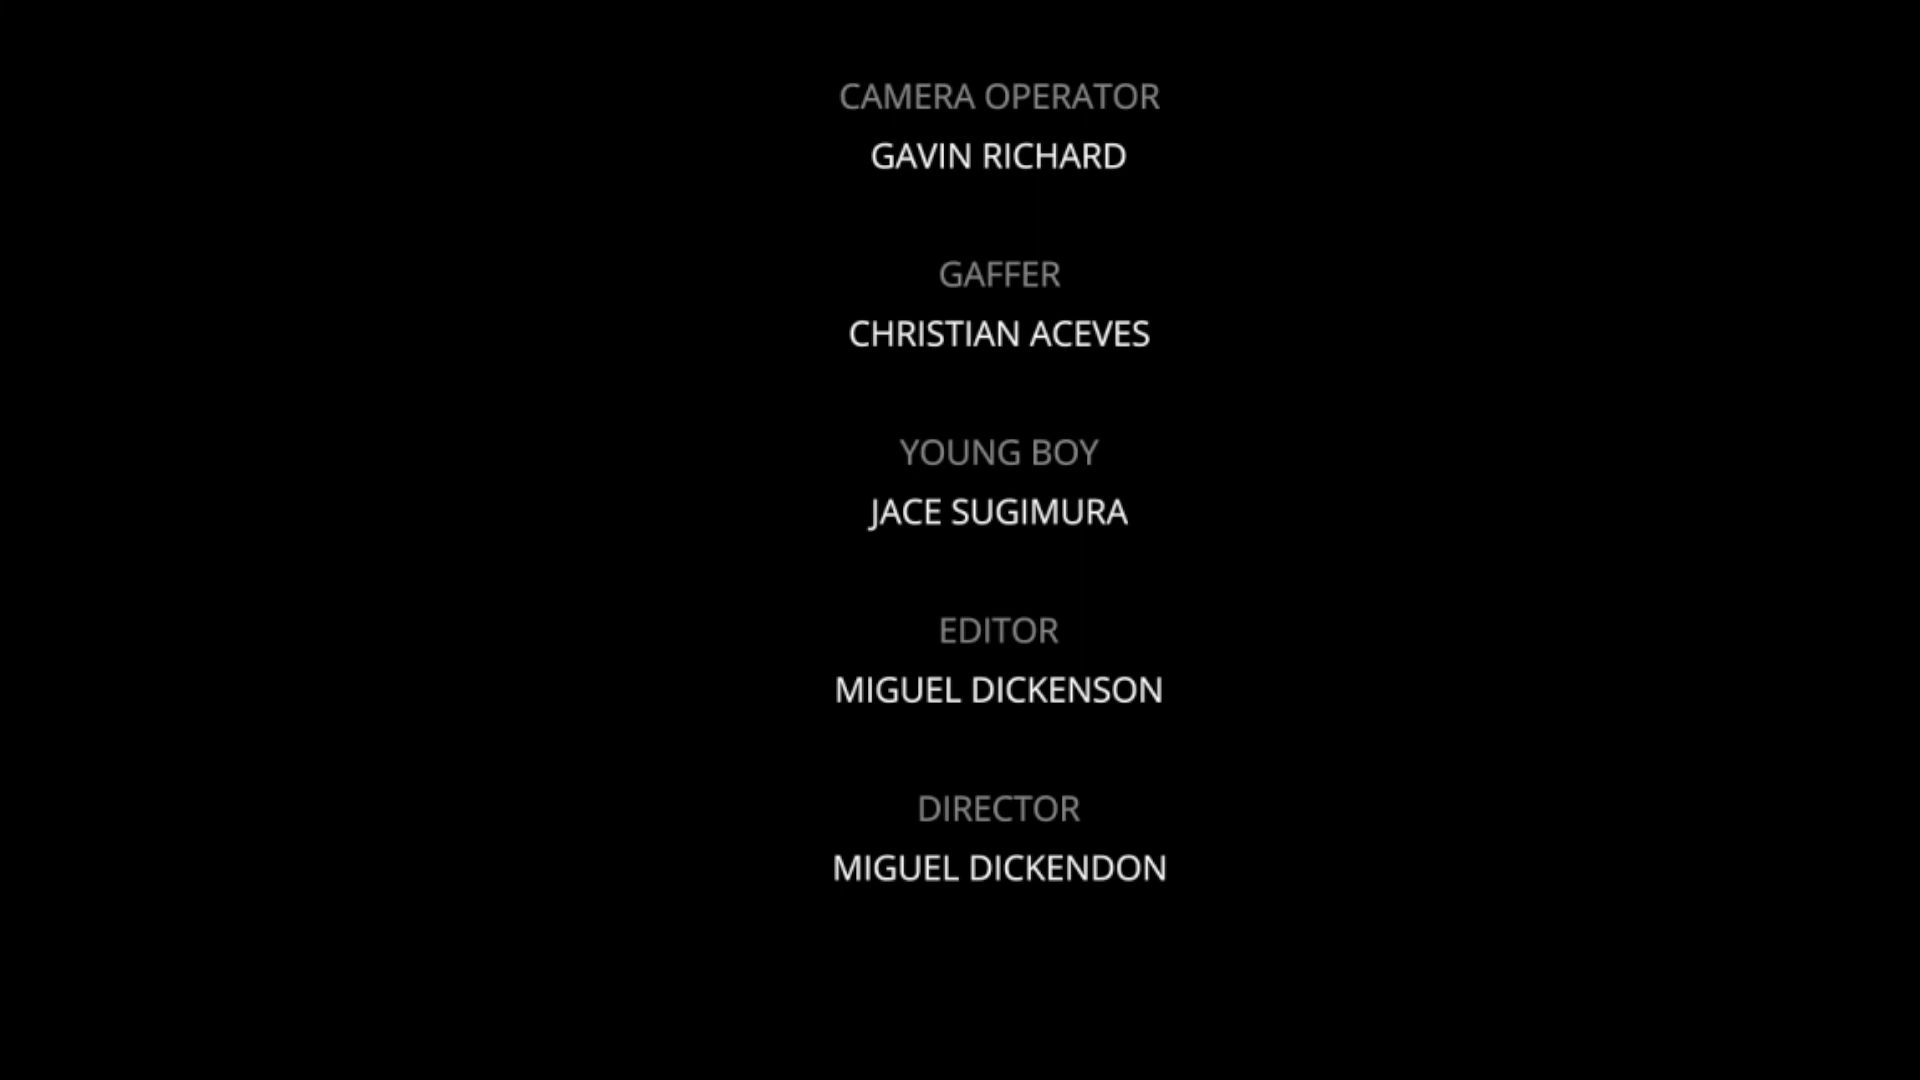 CAMERA OPERATOR
GAVIN RICHARD
GAFFER
CHRISTIAN ACEVES
YOUNG BOY
JACE SUGIMURA
EDITOR
MIGUEL DICKENSON
DIRECTOR
MIGUEL DICKENDON